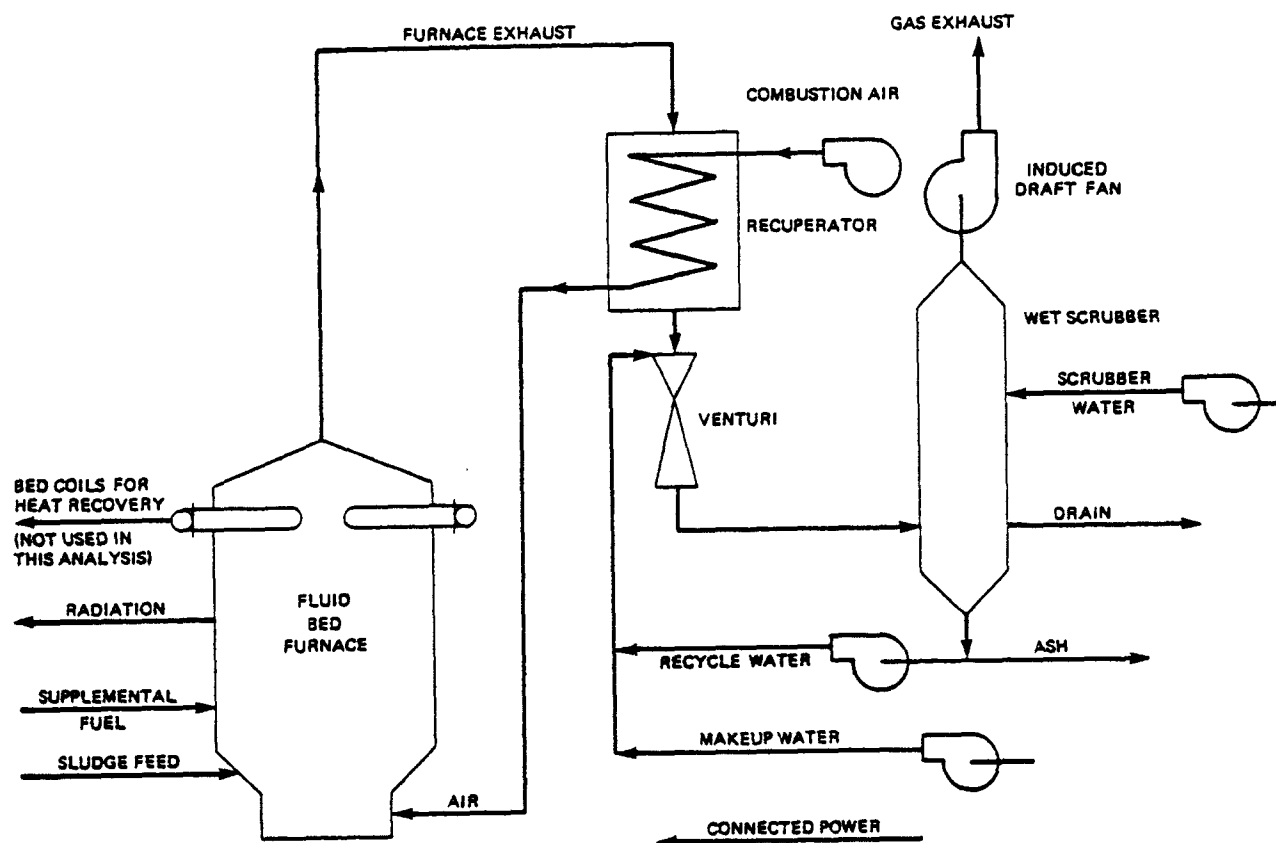 FURNACE EXHAUST
GAS EXHAUST
COMBUSTION AIR
INDUCED
DRAFT FAN
RECUPERATOR
WET SCRUBBER
SCRUBBER
WATER
VENTURI
BED COILS FOR
HEAT RECOVERY
(NOT USED IN
THIS ANALYSIS)
DRAIN
RADIATION
FLUID
BED
FURNACE
RECYCLE WATER
ASH
SUPPLEMENTAL
FUEL
MAKEUP WATER
SLUDGE FEED
AIR
CONNECTED POWER